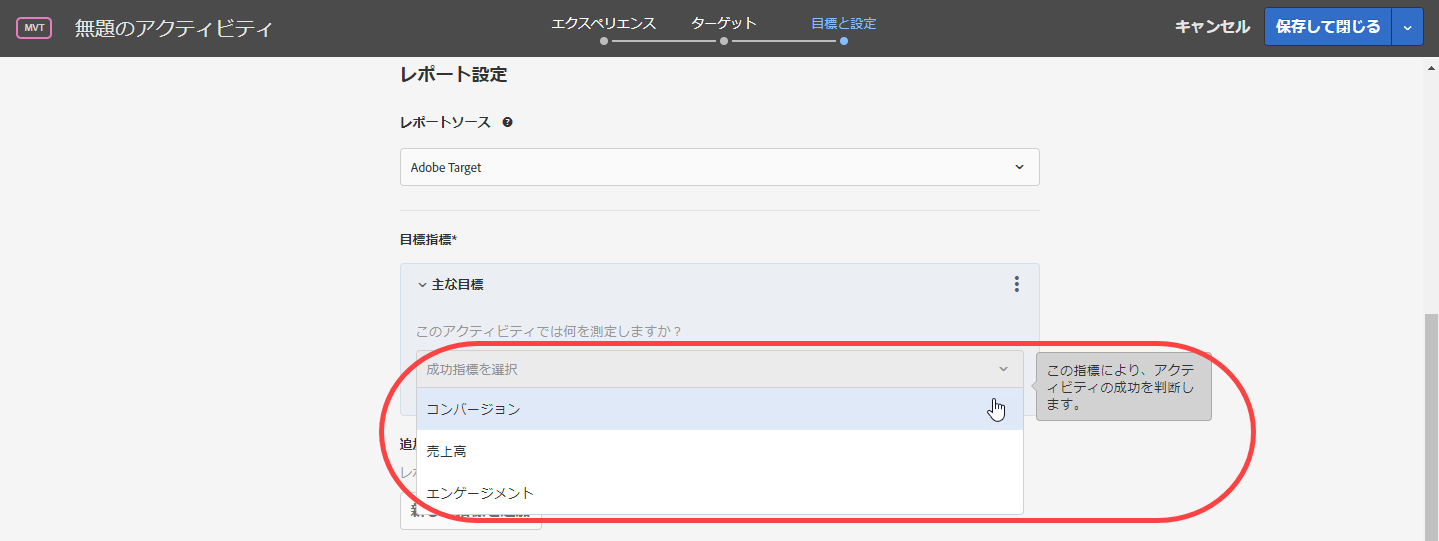 MVT
無題のアクティビティ
エクスペリエンス
ターゲット
目標と設定
キャンセル
保存して閉じる
レポート設定
レポートソース
Adobe Target
目標指標*
主な目標
このアクティビティでは何を測定しますか？
成功指標を選択
この指標により、アクテ
ィビティの成功を判断し
ます。
コンバージョン
売上高
エンゲージメント